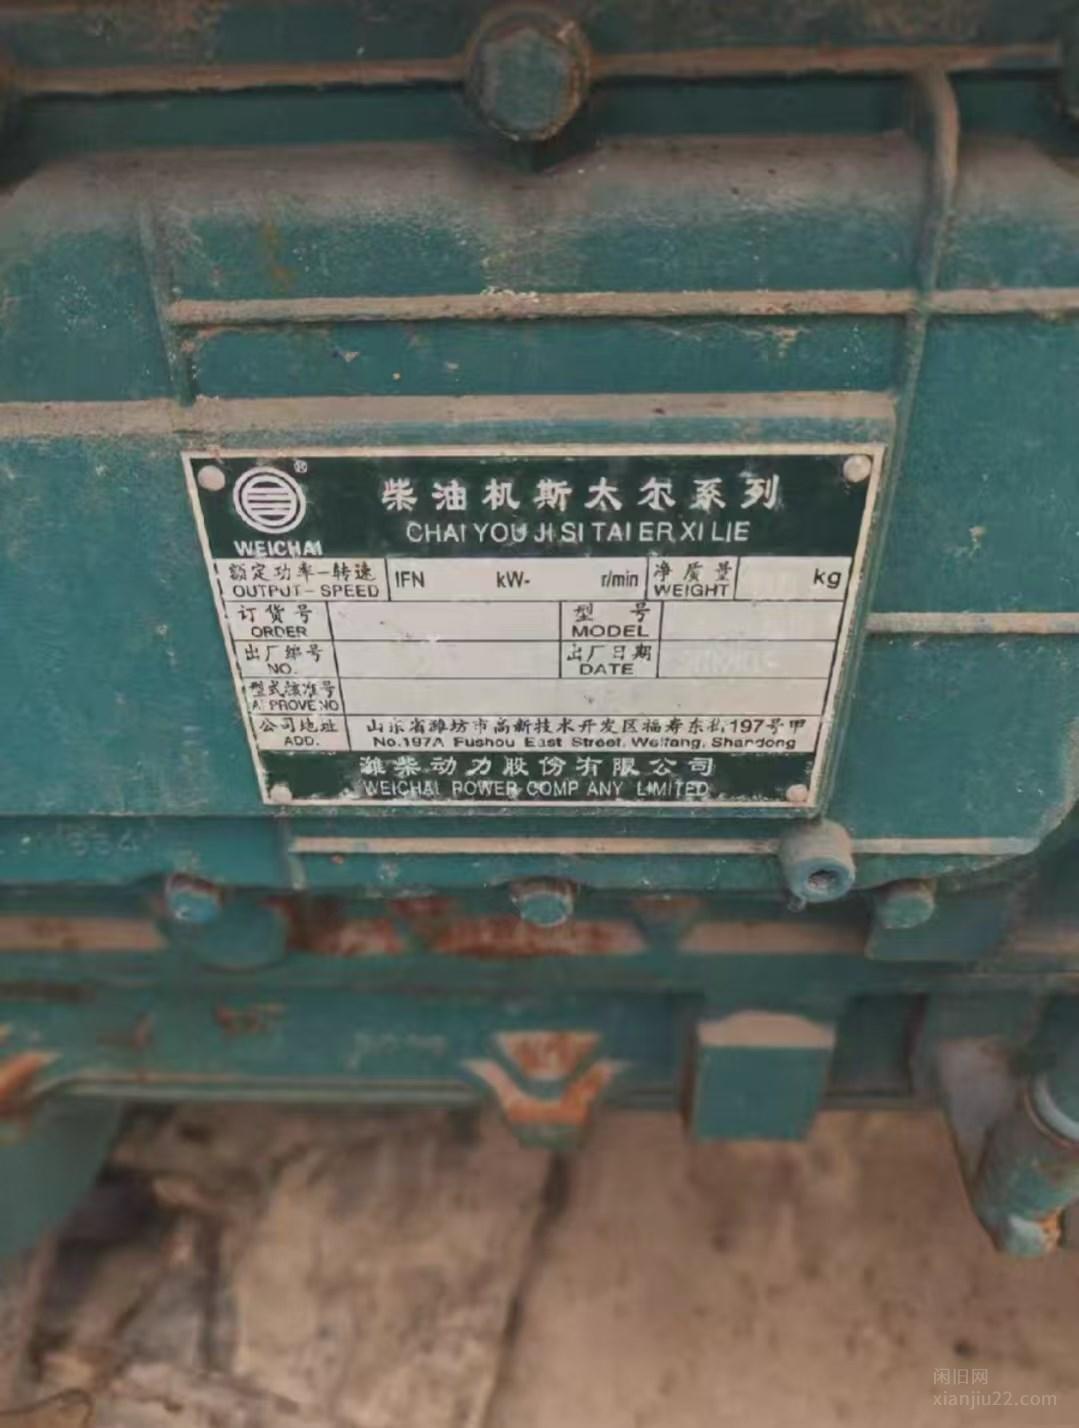 ®
柴油机斯太尔系列
WEICHAI
CHAI YOU JI SI TAI ER XI LIE
额定功率-转速 IFN kW- r/min 净质量 kg
OUTPUT-SPEED WEIGHT
订货号 型号
ORDER MODEL
出厂编号 出厂日期
NO. DATE
型式核准号
APPROVE NO
公司地址 山东省潍坊市高新技术开发区福寿东街197号甲
ADD. No.197A Fushou East Street. Weifang, Shandong
潍柴动力股份有限公司
WEICHAI POWER COMP ANY LIMITED
闲旧网
xianjiu22.com